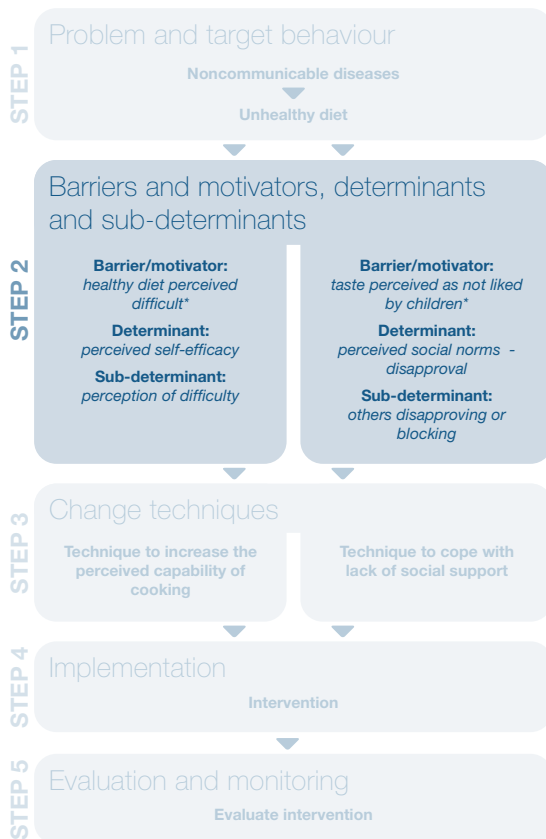 STEP 1
Problem and target behaviour
Noncommunicable diseases
Unhealthy diet
STEP 2
Barriers and motivators, determinants
and sub-determinants
Barrier/motivator:
healthy diet perceived
difficult*
Determinant:
perceived self-efficacy
Sub-determinant:
perception of difficulty
Barrier/motivator:
taste perceived as not liked
by children*
Determinant:
perceived social norms -
disapproval
Sub-determinant:
others disapproving or
blocking
STEP 3
Change techniques
Technique to increase the
perceived capability of
cooking
Technique to cope with
lack of social support
STEP 4
Implementation
Intervention
STEP 5
Evaluation and monitoring
Evaluate intervention